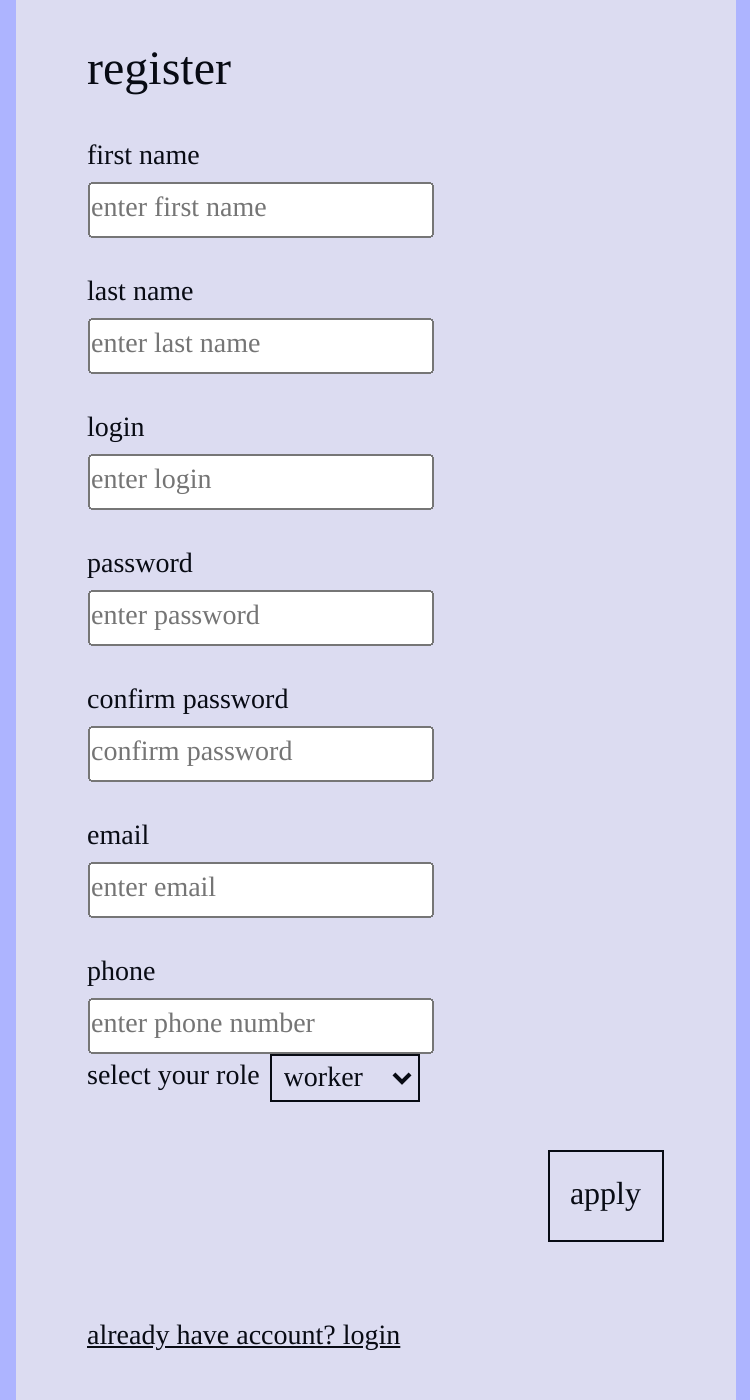 register
first name
enter first name
last name
enter last name
login
enter login
password
enter password
confirm password
confirm password
email
enter email
phone
enter phone number
select your role worker
apply
already have account? login